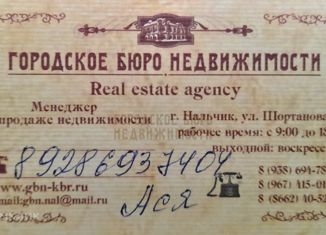 ГОРОДСКОЕ БЮРО НЕДВИЖИМОСТИ
Real estate agency
Менеджер
продаже недвижимости
г. Нальчик, ул. Шортанова
рабочее время: с 9:00 до 18
выходной: воскресе
89286937404
Ася
8 (938) 694-78
8 (967) 415-01
8 (8662) 40-52
www.gbn-kbr.ru
mail:gbn.nal@mail.ru